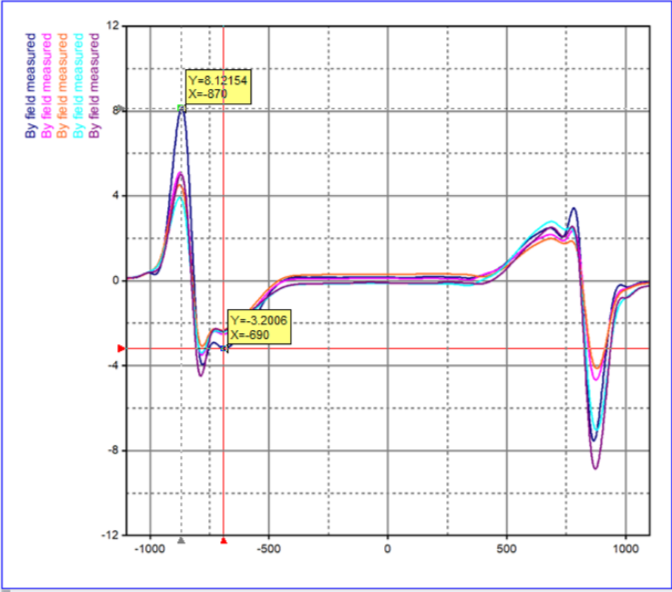 By field measured
By field measured
By field measured
By field measured
By field measured
12
8
4
0
-4
-8
-12
Y=8.12154
X=-870
Y=-3.2006
X=-690
-1000
-500
0
500
1000